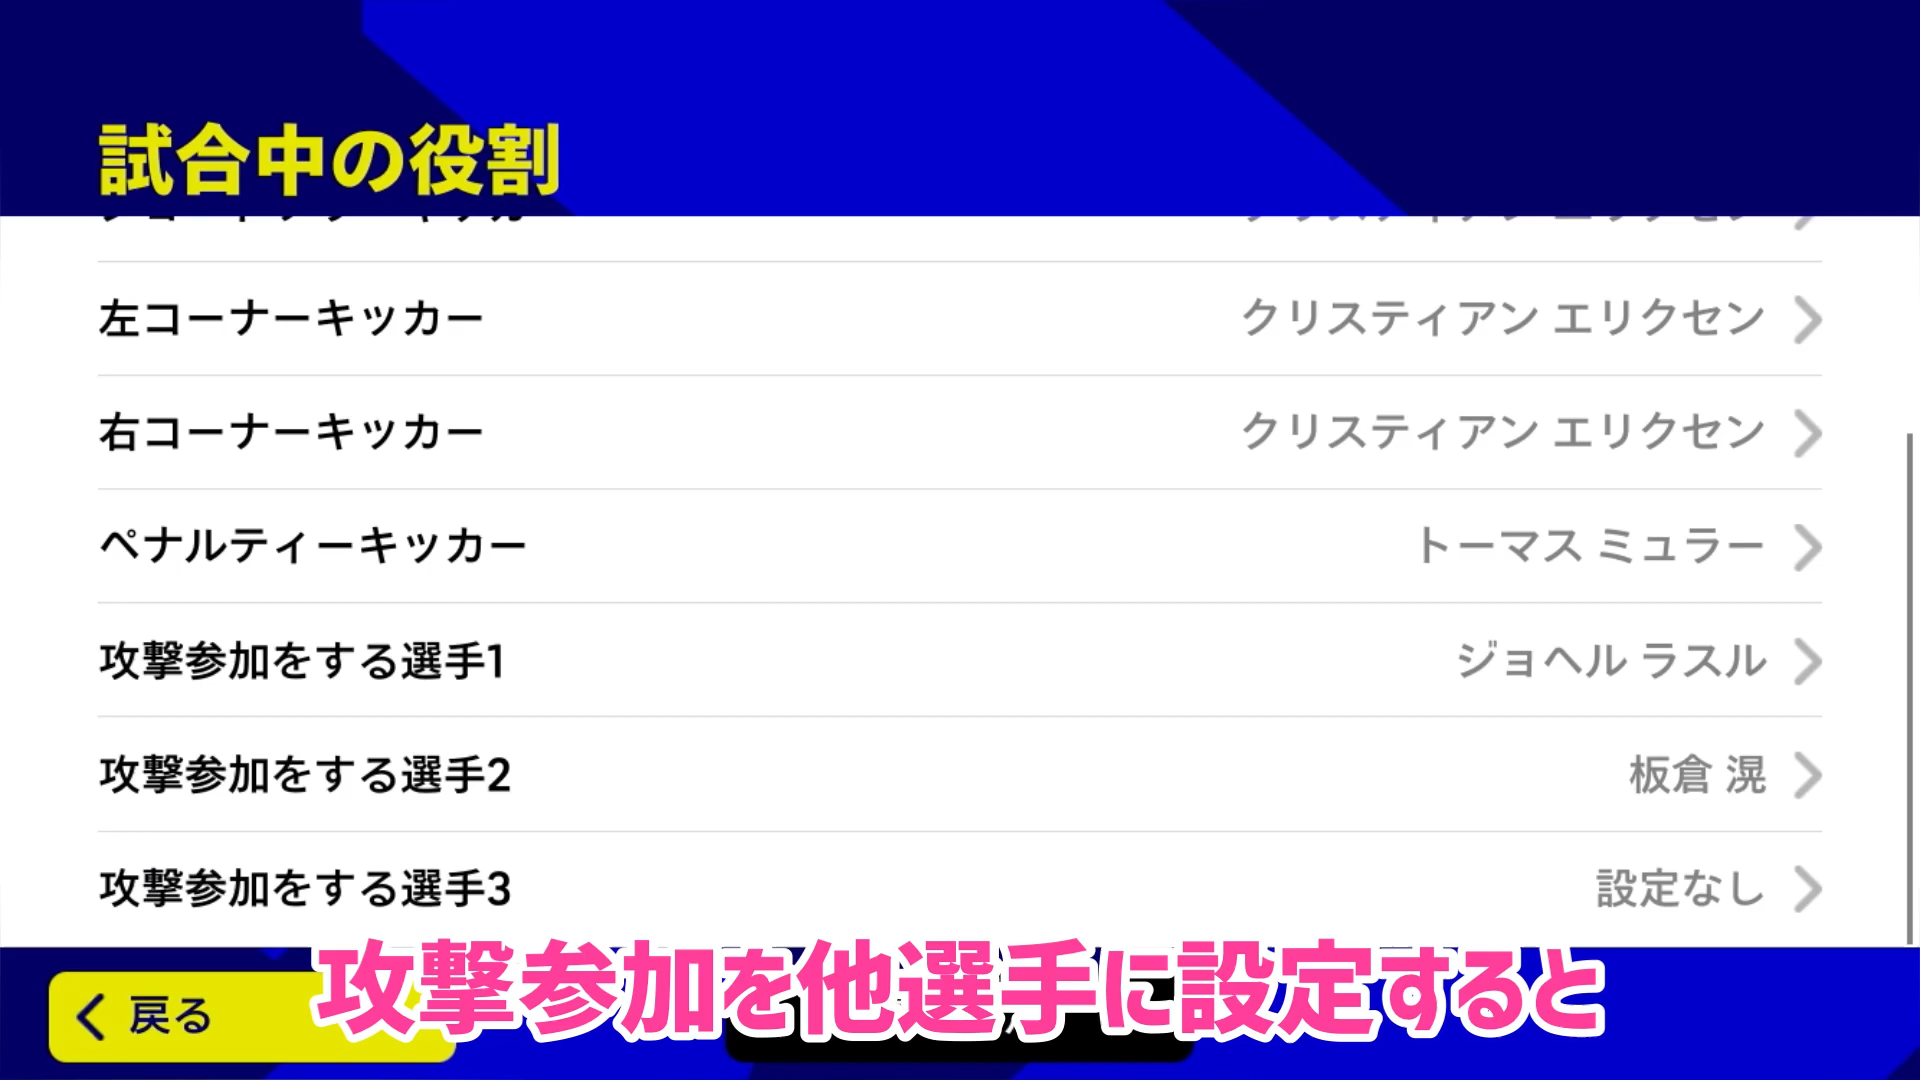 試合中の役割
左コーナーキッカー クリスティアン エリクセン
右コーナーキッカー クリスティアン エリクセン
ペナルティーキッカー トーマス ミュラー
攻撃参加をする選手1 ジョヘル ラスル
攻撃参加をする選手2 板倉 滉
攻撃参加をする選手3 設定なし
攻撃参加を他選手に設定すると
戻る